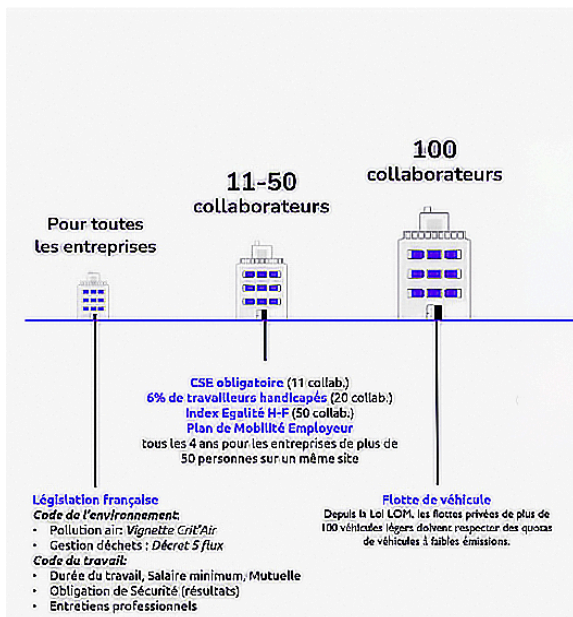 Pour toutes
les entreprises
11-50
collaborateurs
100
collaborateurs
CSE obligatoire (11 collab.)
6% de travailleurs handicapés (20 collab.)
Index Egalité H-F (50 collab.)
Plan de Mobilité Employeur
tous les 4 ans pour les entreprises de plus de
50 personnes sur un même site
Législation française
Code de l'environnement:
• Pollution air: Vignette Crit'Air
• Gestion déchets : Décret 5 flux
Code du travail:
• Durée du travail, Salaire minimum, Mutuelle
• Obligation de Sécurité (résultats)
• Entretiens professionnels
Flotte de véhicule
Depuis la Loi LOM, les flottes privées de plus de
100 véhicules légers doivent respecter des quotas
de véhicules à faibles émissions.